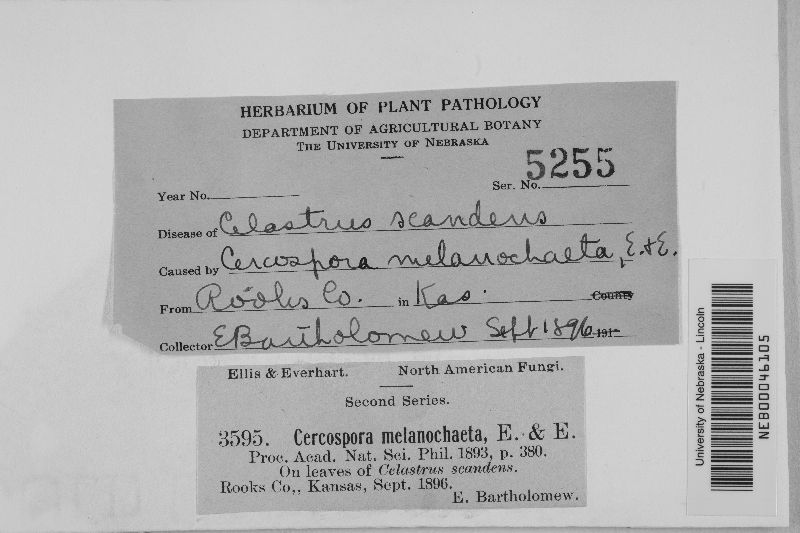 HERBARIUM OF PLANT PATHOLOGY
DEPARTMENT OF AGRICULTURAL BOTANY
THE UNIVERSITY OF NEBRASKA
5255
Year No. Ser. No.
Disease of Celastrus scandens
Caused by Cercospora melanochaeta, E. & E.
From Rooks Co. in Kas. County
Collector E Bartholomew Sept 1896 191
Ellis & Everhart. North American Fungi.
Second Series.
3595. Cercospora melanochaeta, E. & E.
Proc. Acad. Nat. Sci. Phil. 1893, p. 380.
On leaves of Celastrus scandens.
Rooks Co,, Kansas, Sept. 1896.
E. Bartholomew.
University of Nebraska - Lincoln
NEB00046105